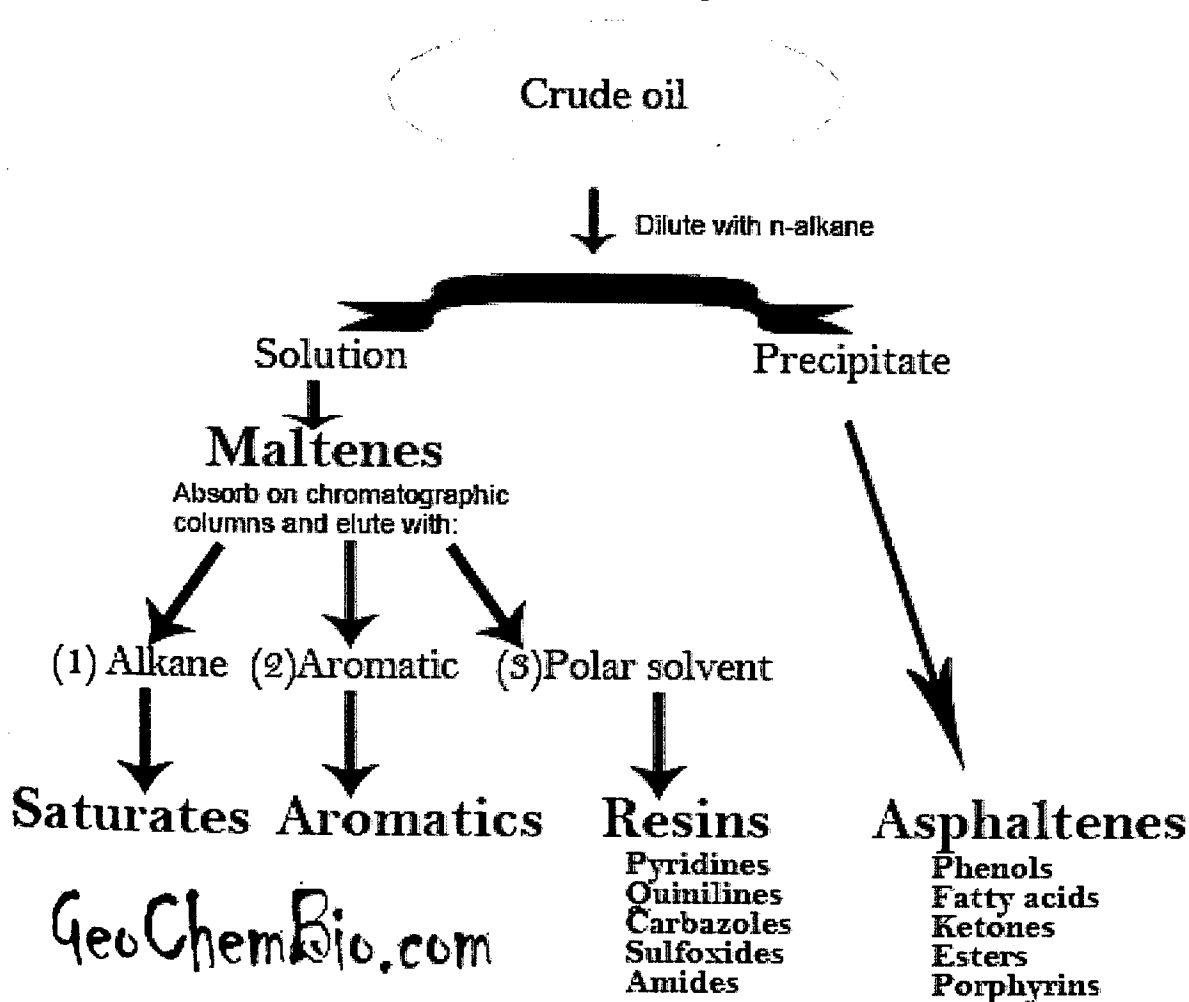 Crude oil
Dilute with n-alkane
Solution
Precipitate
Maltenes
Absorb on chromatographic
columns and elute with:
(1) Alkane (2)Aromatic (3)Polar solvent
Saturates Aromatics Resins Asphaltenes
Pyridines
Quinilines
Carbazoles
Sulfoxides
Amides
Phenols
Fatty acids
Ketones
Esters
Porphyrins
GeoChemBio.com